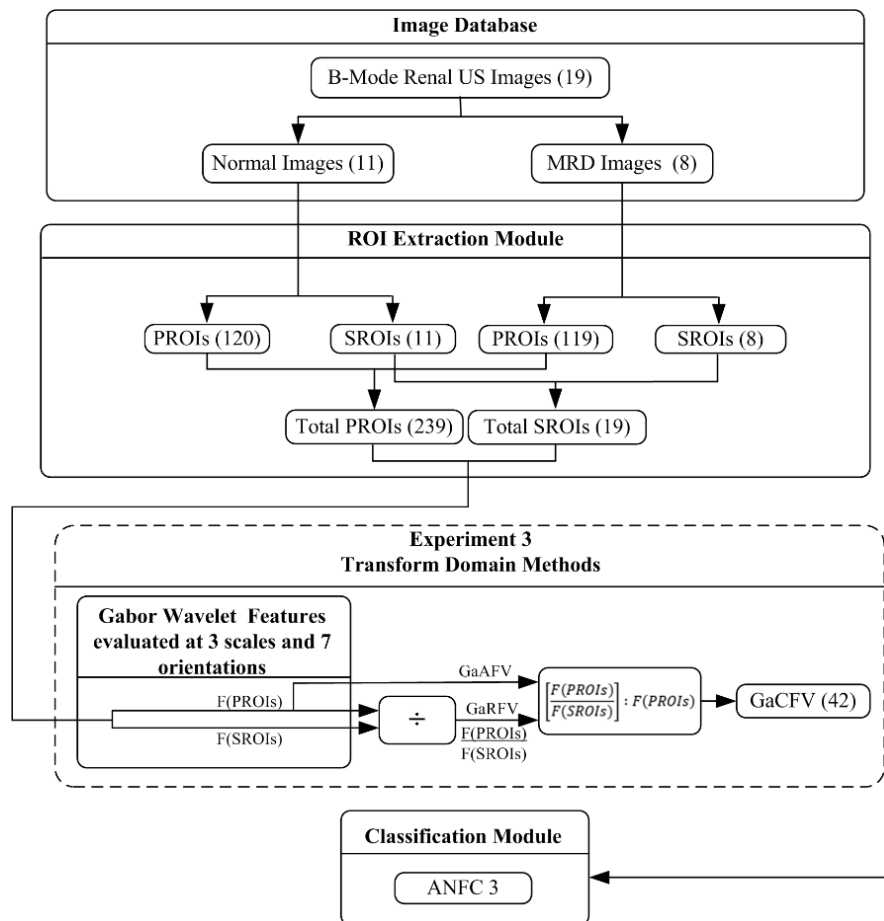 Image Database
B-Mode Renal US Images (19)
Normal Images (11)
MRD Images (8)
ROI Extraction Module
PROIs (120)
SROIs (11)
PROIs (119)
SROIs (8)
Total PROIs (239)
Total SROIs (19)
Experiment 3
Transform Domain Methods
Gabor Wavelet Features
evaluated at 3 scales and 7
orientations
F(PROIs)
F(SROIs)
÷
GaAFV
GaRFV
F(PROIs)
F(SROIs)
[F(PROIs)/F(SROIs)] : F(PROIs)
GaCFV (42)
Classification Module
ANFC 3